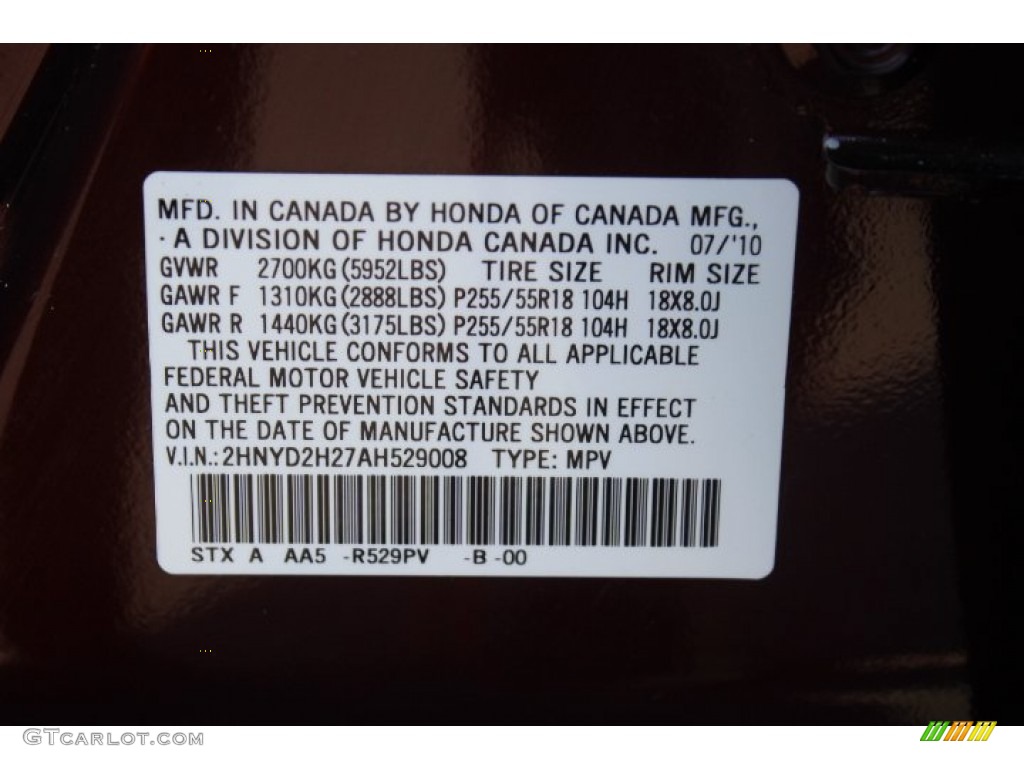 MFD. IN CANADA BY HONDA OF CANADA MFG.,
· A DIVISION OF HONDA CANADA INC. 07/'10
GVWR 2700KG(5952LBS) TIRE SIZE RIM SIZE
GAWR F 1310KG(2888LBS) P255/55R18 104H 18X8.0J
GAWR R 1440KG(3175LBS) P255/55R18 104H 18X8.0J
THIS VEHICLE CONFORMS TO ALL APPLICABLE
FEDERAL MOTOR VEHICLE SAFETY
AND THEFT PREVENTION STANDARDS IN EFFECT
ON THE DATE OF MANUFACTURE SHOWN ABOVE.
V.I.N.:2HNYD2H27AH529008 TYPE: MPV
STX A AA5 -R529PV -B -00
GTCARLOT.COM